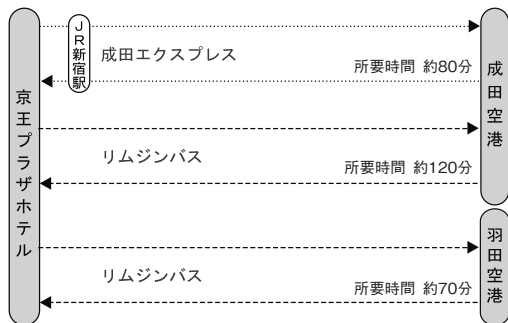 京王プラザホテル
JR新宿駅
成田エクスプレス
所要時間 約80分
リムジンバス
所要時間 約120分
成田空港
リムジンバス
所要時間 約70分
羽田空港